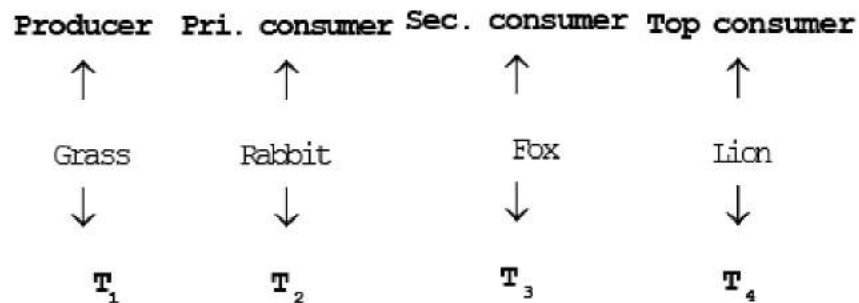 Producer Pri. consumer Sec. consumer Top consumer
Grass Rabbit Fox Lion
T₁ T₂ T₃ T₄